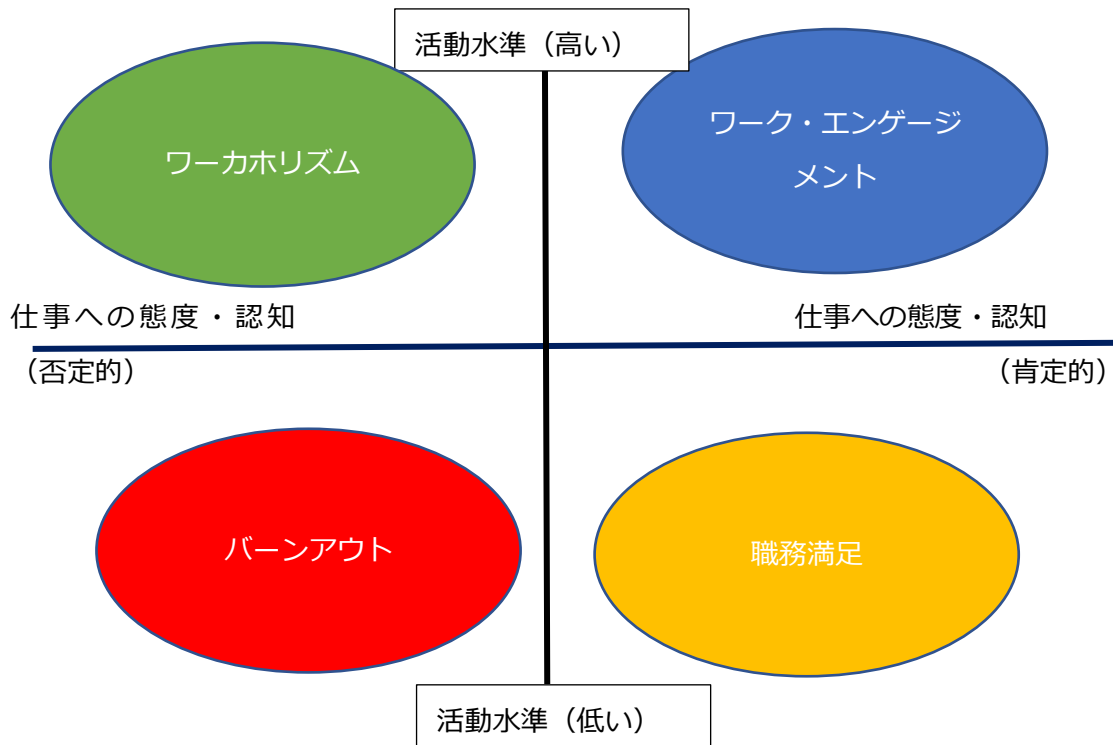 活動水準（高い）
ワーカホリズム
ワーク・エンゲージ
メント
仕事への態度・認知
仕事への態度・認知
（否定的）
（肯定的）
バーンアウト
職務満足
活動水準（低い）